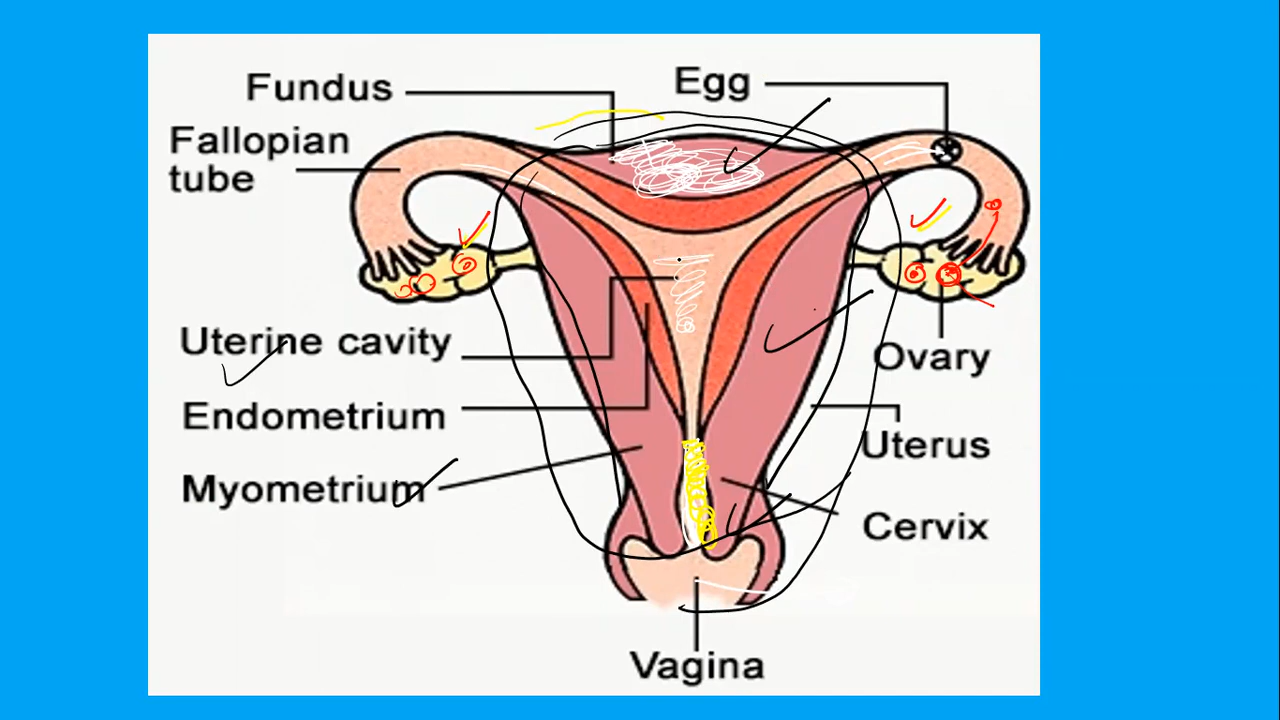 Fundus
Egg
Fallopian
tube
Uterine cavity
Ovary
Endometrium
Uterus
Myometrium
Cervix
Vagina